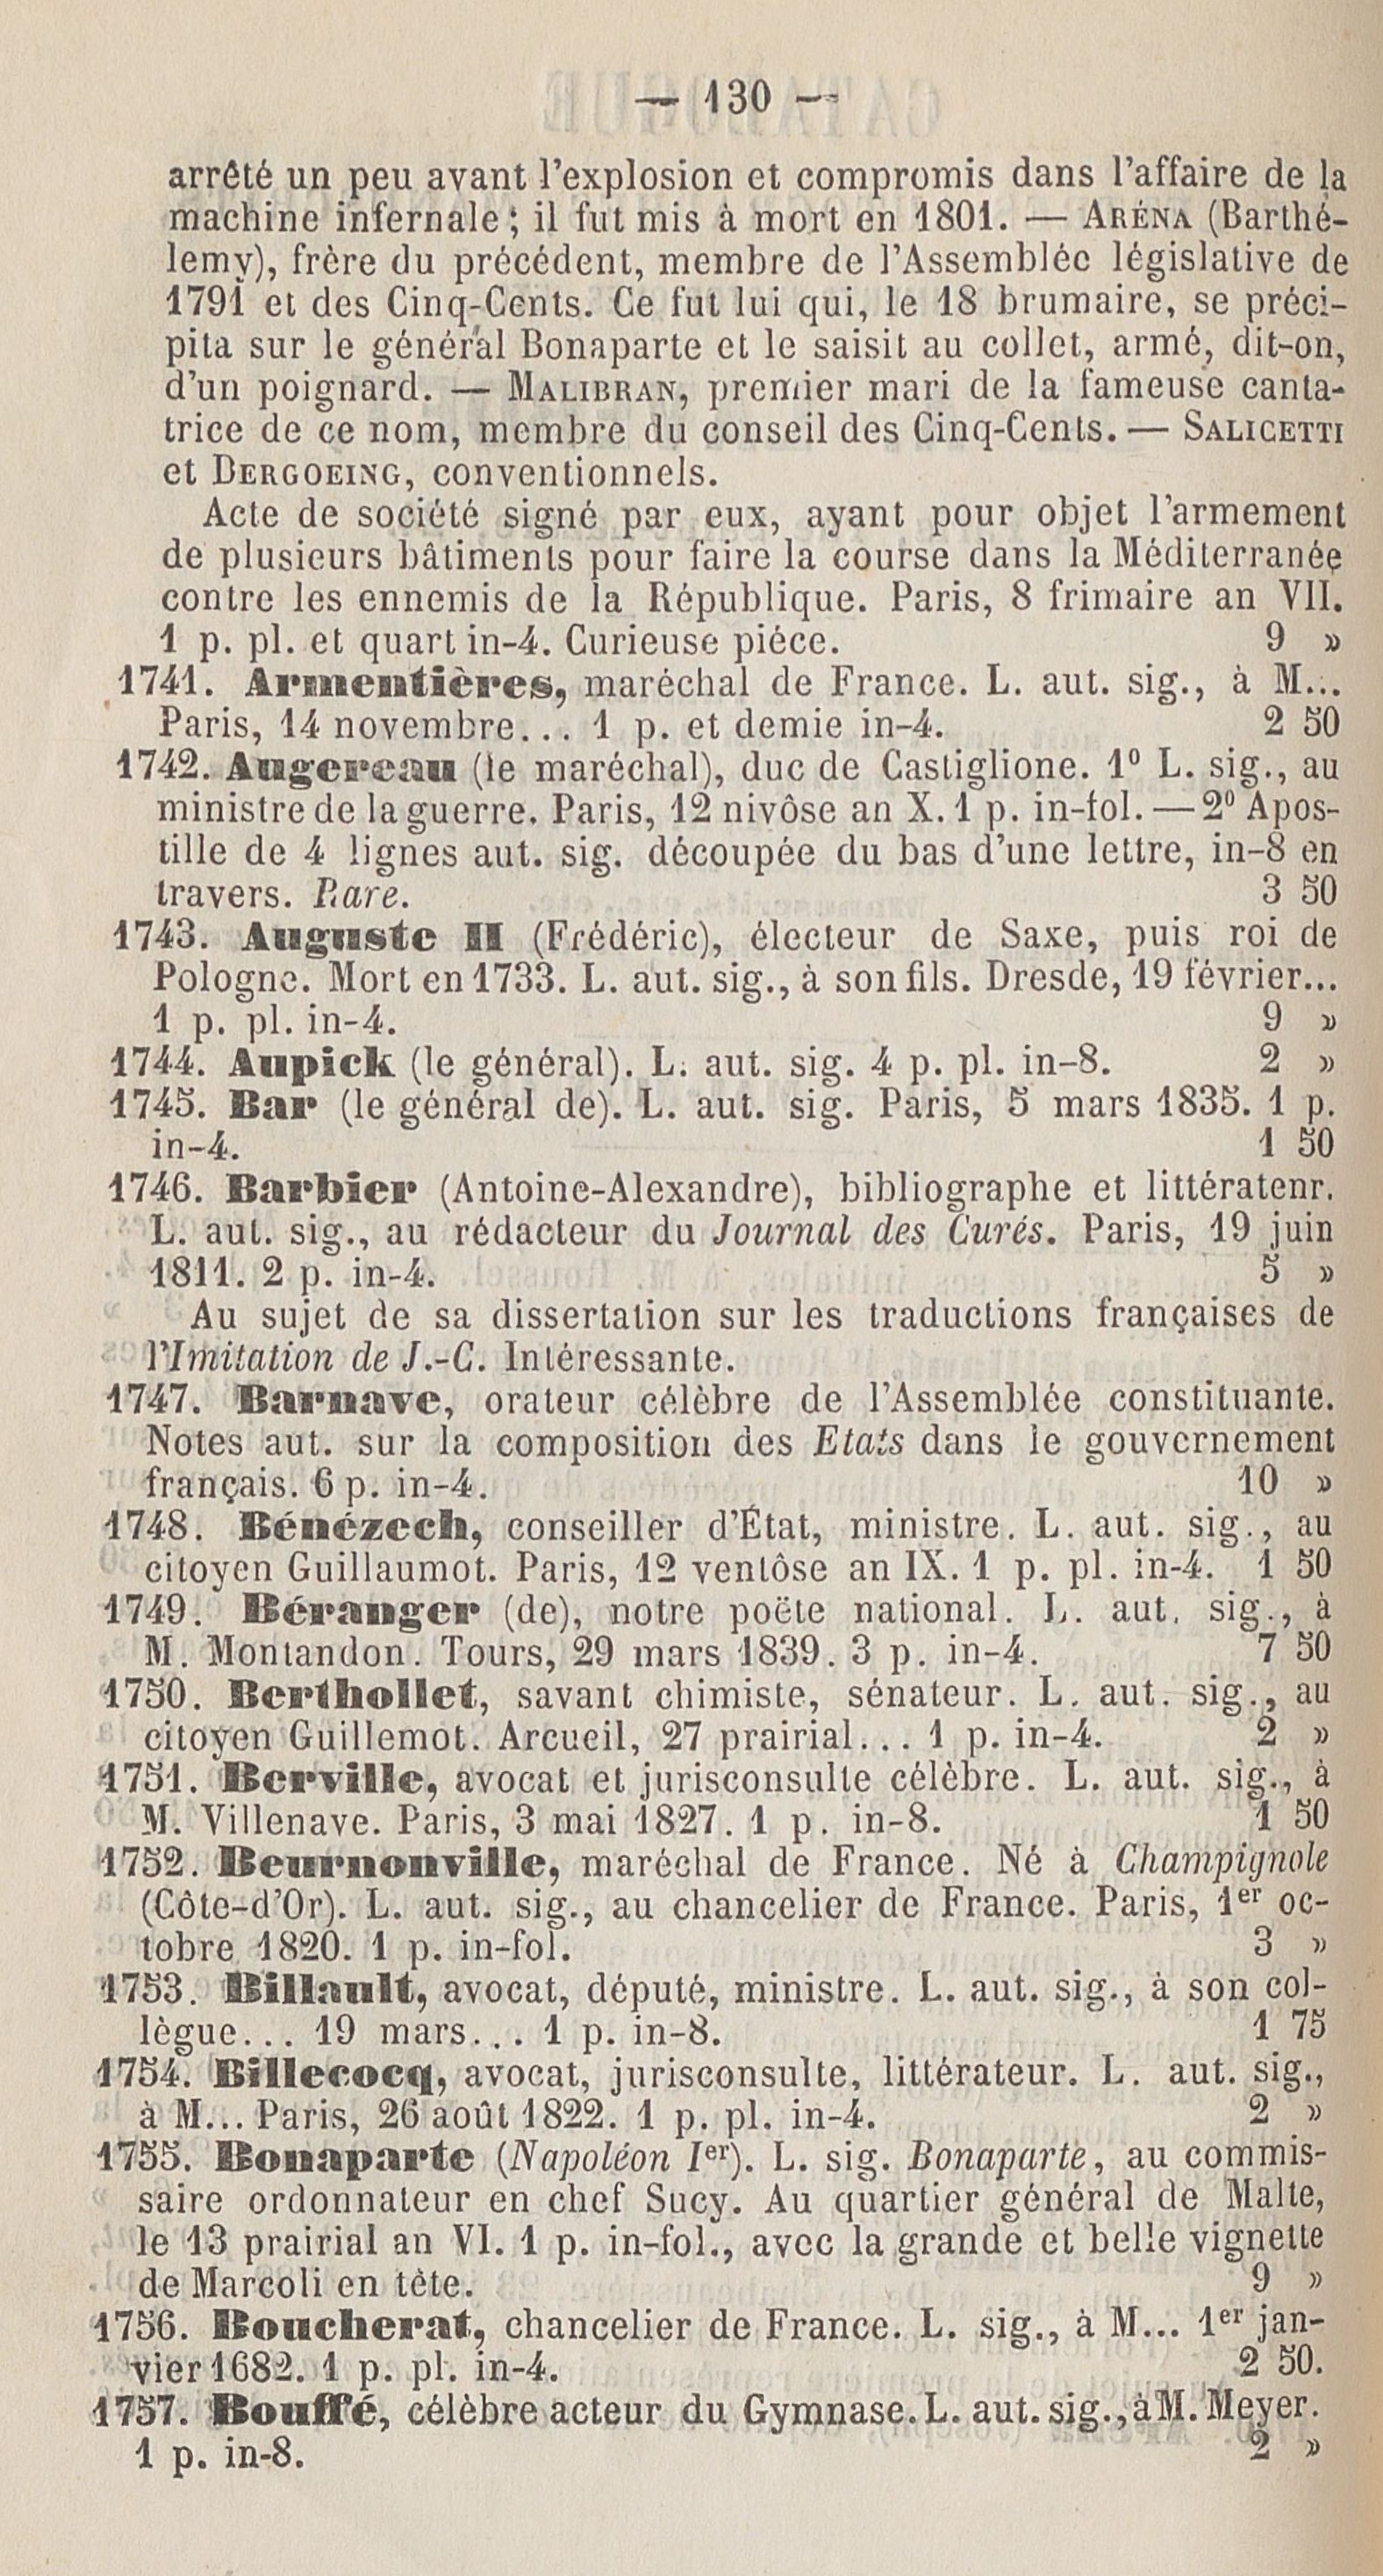 — 130 —
arrêté un peu avant l'explosion et compromis dans l'affaire de la
machine infernale; il fut mis à mort en 1801. — ARÉNA (Barthé-
lemy), frère du précédent, membre de l'Assemblée législative de
1791 et des Cinq-Cents. Ce fut lui qui, le 18 brumaire, se préci-
pita sur le général Bonaparte et le saisit au collet, armé, dit-on,
d'un poignard. — MALIBRAN, premier mari de la fameuse canta-
trice de ce nom, membre du conseil des Cinq-Cents. — SALICETTI
et BERGOEING, conventionnels.
Acte de société signé par eux, ayant pour objet l'armement
de plusieurs bâtiments pour faire la course dans la Méditerranée
contre les ennemis de la République. Paris, 8 frimaire an VII.
1 p. pl. et quart in-4. Curieuse pièce. 9 »
1741. Armentières, maréchal de France. L. aut. sig., à M...
Paris, 14 novembre... 1 p. et demie in-4. 2 50
1742. Augereau (le maréchal), duc de Castiglione. 1º L. sig., au
ministre de la guerre. Paris, 12 nivôse an X. 1 p. in-fol. — 2º Apos-
tille de 4 lignes aut. sig. découpée du bas d'une lettre, in-8 en
travers. Rare. 3 50
1743. Auguste II (Frédéric), électeur de Saxe, puis roi de
Pologne. Mort en 1733. L. aut. sig., à son fils. Dresde, 19 février...
1 p. pl. in-4. 9 »
1744. Aupick (le général). L. aut. sig. 4 p. pl. in-8. 2 »
1745. Bar (le général de). L. aut. sig. Paris, 5 mars 1835. 1 p.
in-4. 1 50
1746. Barbier (Antoine-Alexandre), bibliographe et littératenr.
L. aut. sig., au rédacteur du Journal des Curés. Paris, 19 juin
1811. 2 p. in-4. 5 »
Au sujet de sa dissertation sur les traductions françaises de
l'Imitation de J.-C. Intéressante.
1747. Barnave, orateur célèbre de l'Assemblée constituante.
Notes aut. sur la composition des Etats dans le gouvernement
français. 6 p. in-4. 10 »
1748. Bénézech, conseiller d'État, ministre. L. aut. sig., au
citoyen Guillaumot. Paris, 12 ventôse an IX. 1 p. pl. in-4. 1 50
1749. Béranger (de), notre poëte national. L. aut. sig., à
M. Montandon. Tours, 29 mars 1839. 3 p. in-4. 7 50
1750. Berthollet, savant chimiste, sénateur. L. aut. sig., au
citoyen Guillemot. Arcueil, 27 prairial... 1 p. in-4. 2 »
1751. Berville, avocat et jurisconsulte célèbre. L. aut. sig., à
M. Villenave. Paris, 3 mai 1827. 1 p. in-8. 1 50
1752. Beurnonville, maréchal de France. Né à Champignole
(Côte-d'Or). L. aut. sig., au chancelier de France. Paris, 1er oc-
tobre 1820. 1 p. in-fol. 3 »
1753. Billault, avocat, député, ministre. L. aut. sig., à son col-
lègue... 19 mars... 1 p. in-8. 1 75
1754. Billecocq, avocat, jurisconsulte, littérateur. L. aut. sig.,
à M... Paris, 26 août 1822. 1 p. pl. in-4. 2 »
1755. Bonaparte (Napoléon Ier). L. sig. Bonaparte, au commis-
saire ordonnateur en chef Sucy. Au quartier général de Malte,
le 13 prairial an VI. 1 p. in-fol., avec la grande et belle vignette
de Marcoli en tête. 9 »
1756. Boucherat, chancelier de France. L. sig., à M... 1er jan-
vier 1682. 1 p. pl. in-4. 2 50.
1757. Bouffé, célèbre acteur du Gymnase. L. aut. sig., à M. Meyer.
1 p. in-8. 2 »